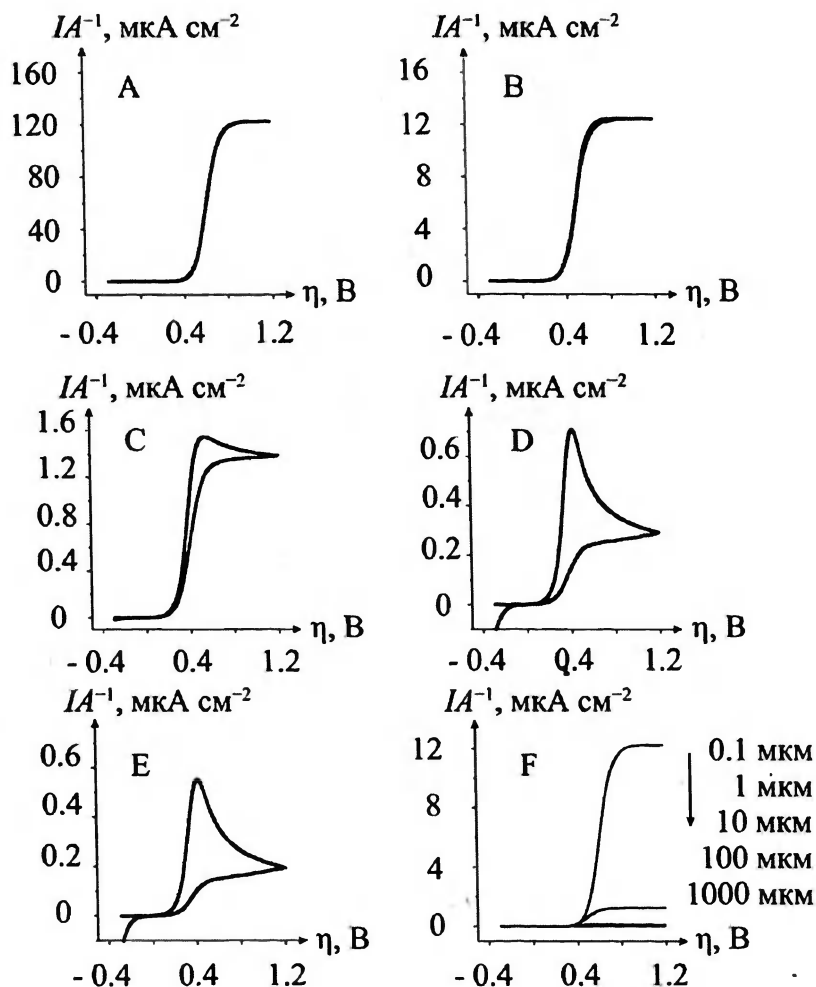 IA⁻¹, мкА см⁻² IA⁻¹, мкА см⁻²
160 16
A B
120 12
80 8
40 4
0 0
η, В η, В
- 0.4 0.4 1.2 - 0.4 0.4 1.2
IA⁻¹, мкА см⁻² IA⁻¹, мкА см⁻²
1.6
C D
0.6
1.2
0.4
0.8
0.2
0.4
0 0
η, В η, В
- 0.4 0.4 1.2 - 0.4 0.4 1.2
IA⁻¹, мкА см⁻² IA⁻¹, мкА см⁻²
0.6 12 0.1 мкм
E F
1 мкм
0.4 8
10 мкм
0.2 4 100 мкм
1000 мкм
0 0
η, В η, В
- 0.4 0.4 1.2 - 0.4 0.4 1.2